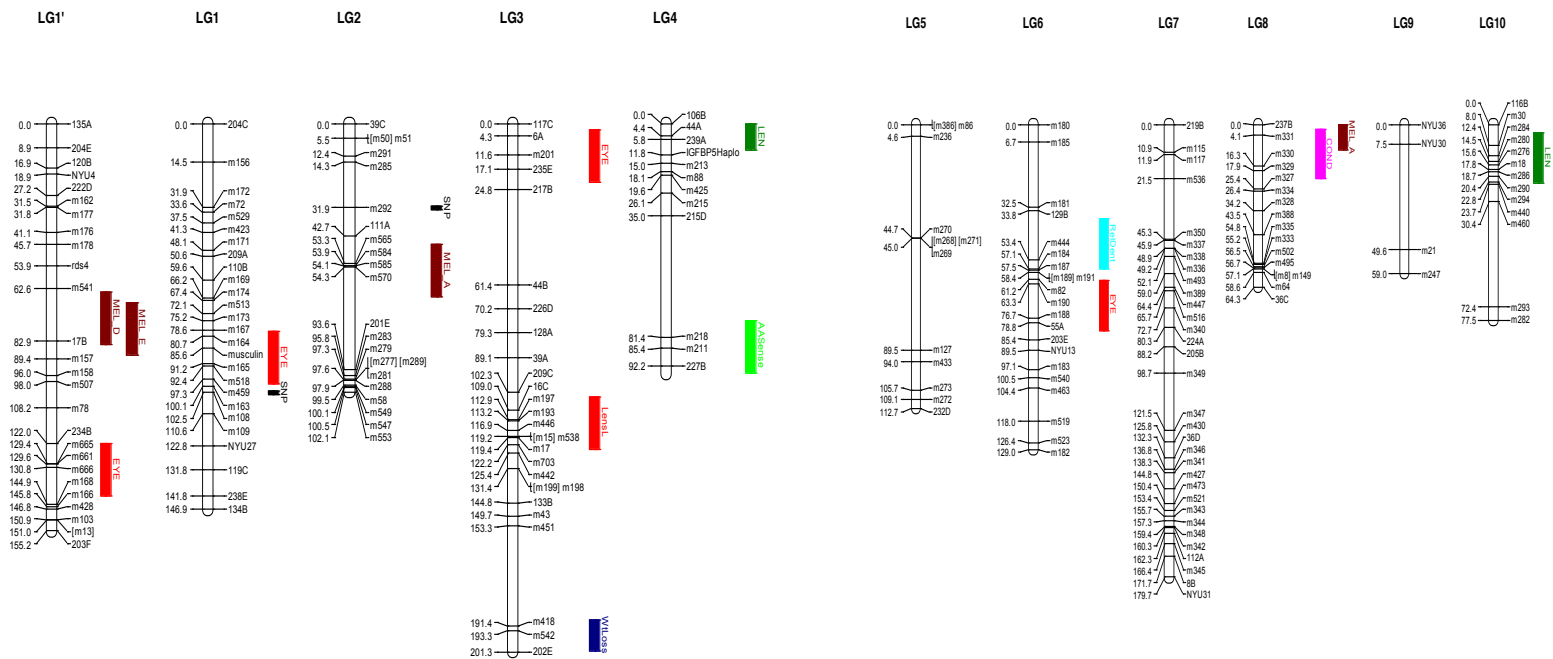 LG1'
0.0 135A
8.9 204E
16.9 120B
18.9 NYU4
27.2 222D
31.5 m162
31.8 m177
41.1 m176
45.7 m178
53.9 rds4
62.6 m541
82.9 17B
89.4 m157
96.0 m158
98.0 m507
108.2 m78
122.0 234B
129.4 m665
129.6 m661
130.8 m666
144.9 m168
145.8 m166
146.8 m428
150.9 m103
151.0 [m13]
155.2 203F
MEL_D
MEL_E
EYE
LG1
0.0 204C
14.5 m156
31.9 m172
33.6 m72
37.5 m529
41.3 m423
48.1 m171
50.6 209A
59.6 110B
66.2 m169
67.4 m174
72.1 m513
75.2 m173
78.6 m167
80.7 m164
85.6 musculin
91.2 m165
92.4 m518
97.3 m459
100.1 m163
102.5 m108
110.6 m109
122.8 NYU27
131.8 119C
141.8 238E
146.9 134B
EYE
SNP
LG2
0.0 39C
5.5 [m50] m51
12.4 m291
14.3 m285
31.9 m292
42.7 111A
53.3 m565
53.9 m584
54.1 m585
54.3 m570
93.6 201E
95.8 m283
97.3 m279
[m277] [m289]
97.6 m281
97.9 m288
99.5 m58
100.1 m549
100.5 m547
102.1 m553
SNP
MEL_A
LG3
0.0 117C
4.3 6A
11.6 m201
17.1 235E
24.8 217B
61.4 44B
70.2 226D
79.3 128A
89.1 39A
102.3 209C
109.0 16C
112.9 m197
113.2 m193
116.9 m446
119.2 [m15] m538
119.4 m17
122.2 m703
125.4 m442
131.4 [m199] m198
144.8 133B
149.7 m43
153.3 m451
191.4 m418
193.3 m542
201.3 202E
EYE
LensL
WtLoss
LG4
0.0 106B
4.4 44A
5.8 239A
11.8 IGFBP5Haplo
15.0 m213
18.1 m88
19.6 m425
26.1 m215
35.0 215D
81.4 m218
85.4 m211
92.2 227B
LEN
AASense
LG5
0.0 [m386] m86
4.6 m236
44.7 m270
[m268] [m271]
45.0 m269
89.5 m127
94.0 m433
105.7 m273
109.1 m272
112.7 232D
LG6
0.0 m180
6.7 m185
32.5 m181
33.8 129B
53.4 m444
57.1 m184
57.5 m187
58.4 [m189] m191
61.2 m82
63.3 m190
76.7 m188
78.8 55A
85.4 203E
89.5 NYU13
97.1 m183
100.5 m540
104.4 m463
118.0 m519
126.4 m523
129.0 m182
EYE
LG7
0.0 219B
10.9 m115
11.9 m117
21.5 m536
45.3 m350
45.9 m337
48.9 m338
49.2 m336
52.1 m493
59.0 m389
64.4 m447
65.7 m516
72.7 m340
80.3 224A
88.2 205B
98.7 m349
121.5 m347
125.8 m430
132.3 36D
136.8 m346
138.3 m341
144.8 m427
150.4 m473
153.4 m521
155.7 m343
157.3 m344
159.4 m348
160.3 m342
162.3 112A
166.4 m345
171.7 8B
179.7 NYU31
LG8
0.0 237B
4.1 m331
16.3 m330
17.9 m329
25.4 m327
26.4 m334
34.2 m328
43.5 m388
54.8 m335
55.2 m333
56.5 m502
56.7 m495
57.1 [m8] m149
58.6 m64
64.3 36C
COND
MEL_A
LG9
0.0 NYU36
7.5 NYU30
49.6 m21
59.0 m247
LG10
0.0 116B
8.0 m30
12.4 m284
14.5 m280
15.6 m276
17.8 m18
18.7 m286
20.4 m290
22.8 m294
23.7 m440
30.4 m460
72.4 m293
77.5 m282
LEN